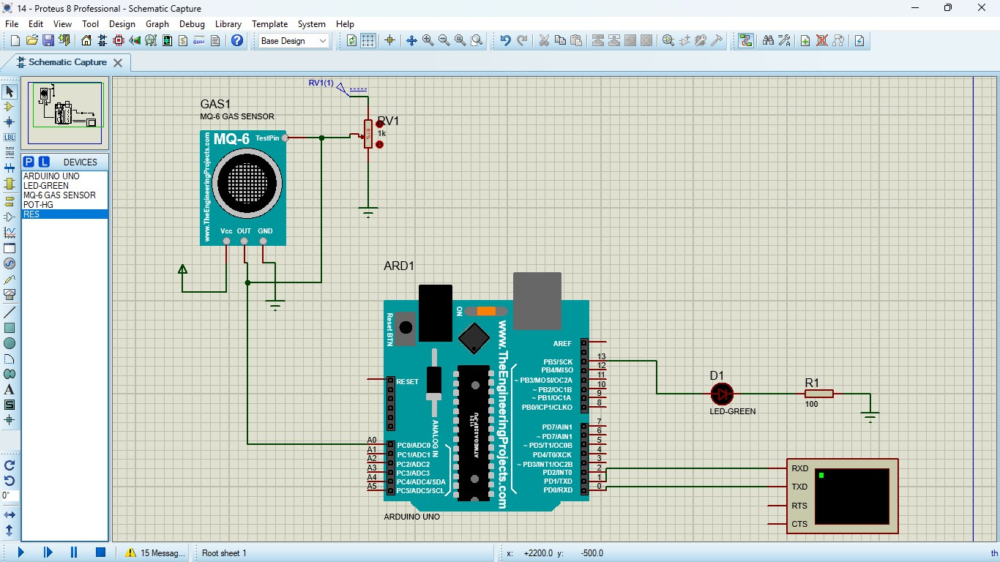 14 - Proteus 8 Professional - Schematic Capture
File Edit View Tool Design Graph Debug Library Template System Help
Base Design
Schematic Capture
P L DEVICES
ARDUINO UNO
LED-GREEN
MQ-6 GAS SENSOR
POT-HG
RES
LBL
A
S
0°
RV1(1)
RV1
1k
61%
GAS1
MQ-6 GAS SENSOR
MQ-6 TestPin
www.TheEngineeringProjects.com
Vcc OUT GND
ARD1
Reset BTN
ON
www.TheEngineeringProjects.com
RESET
ANALOG IN
1121
ATMEGA328P-PU
A0 PC0/ADC0
A1 PC1/ADC1
A2 PC2/ADC2
A3 PC3/ADC3
A4 PC4/ADC4/SDA
A5 PC5/ADC5/SCL
AREF
PB5/SCK 13
PB4/MISO 12
~ PB3/MOSI/OC2A 11
~ PB2/OC1B 10
~ PB1/OC1A 9
PB0/ICP1/CLKO 8
PD7/AIN1 7
~ PD7/AIN1 6
~ PD5/T1/OC0B 5
PD4/T0/XCK 4
~ PD3/INT1/OC2B 3
PD2/INT0 2
PD1/TXD 1
PD0/RXD 0
ARDUINO UNO
D1
LED-GREEN
R1
100
RXD
TXD
RTS
CTS
15 Messag... Root sheet 1 x: +2200.0 y: -500.0 th